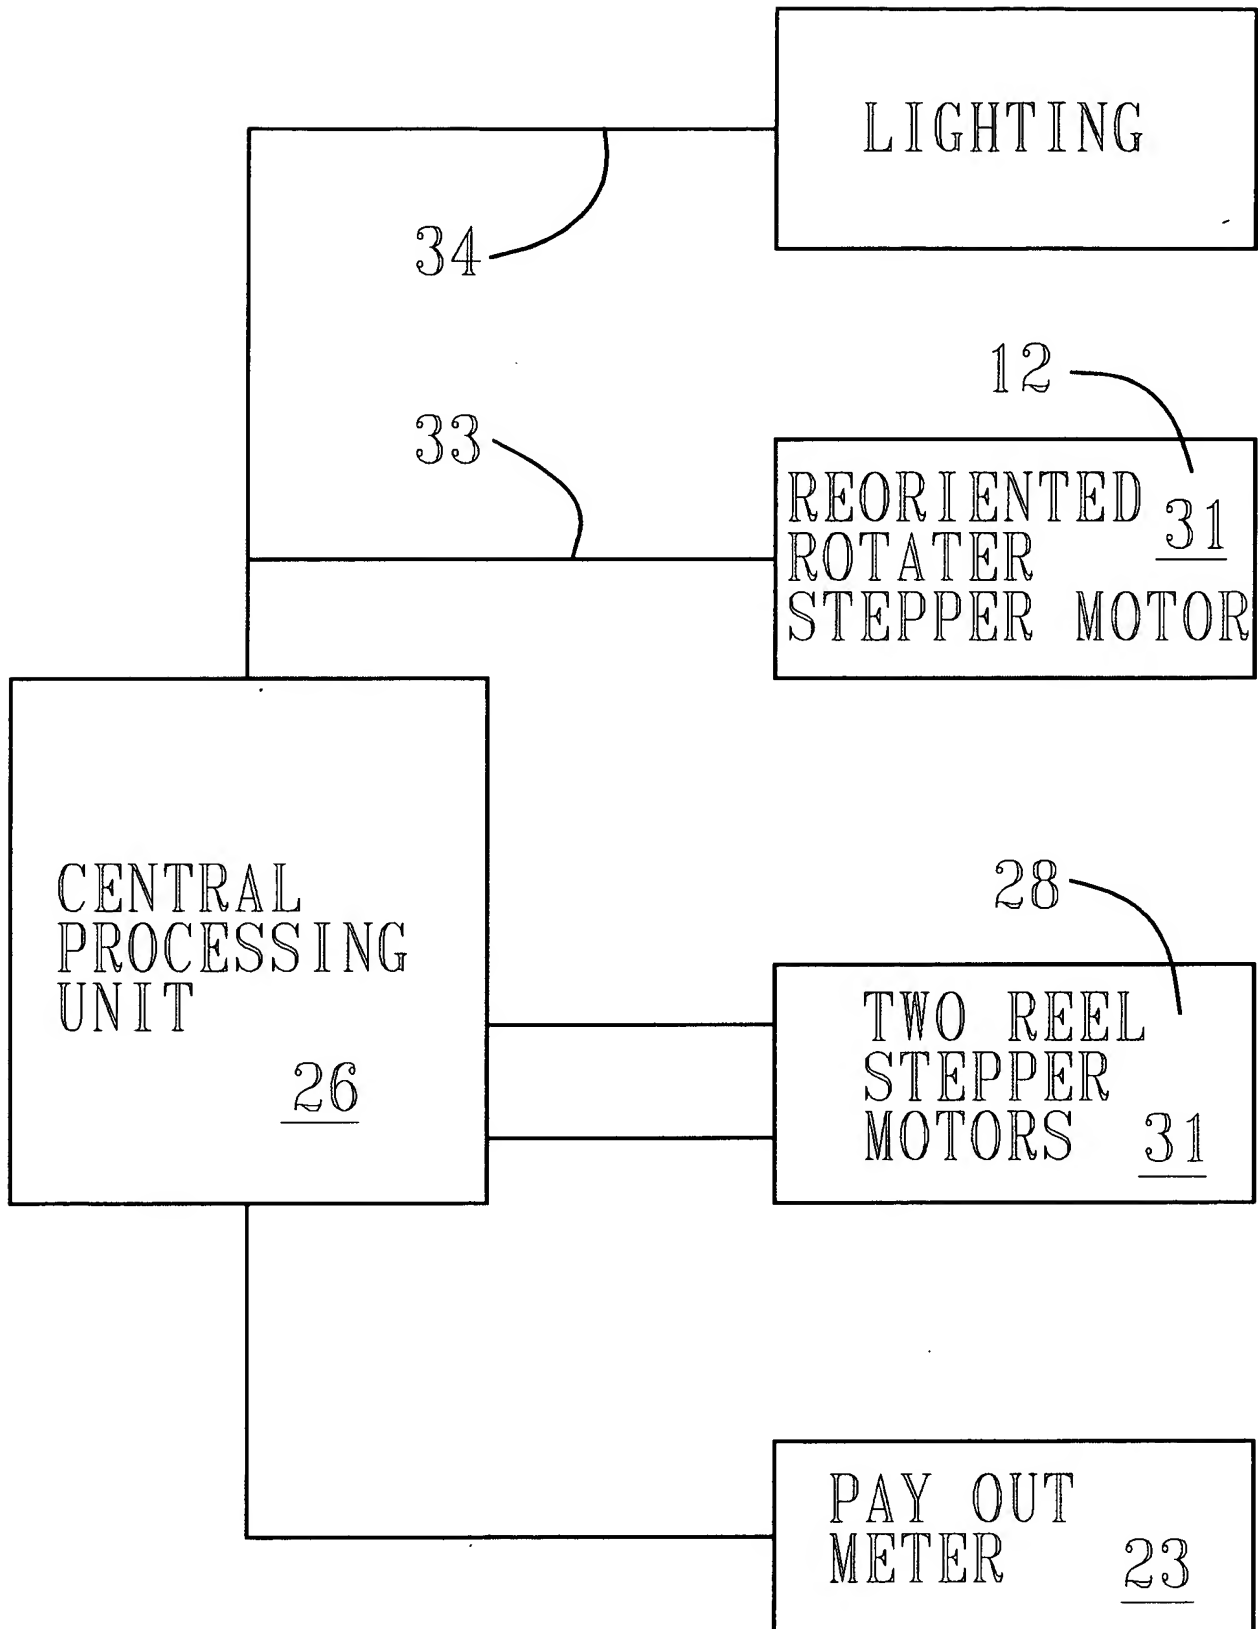 LIGHTING
34
12
33
REORIENTED
ROTATER
STEPPER MOTOR
31
CENTRAL
PROCESSING
UNIT
26
28
TWO REEL
STEPPER
MOTORS
31
PAY OUT
METER
23